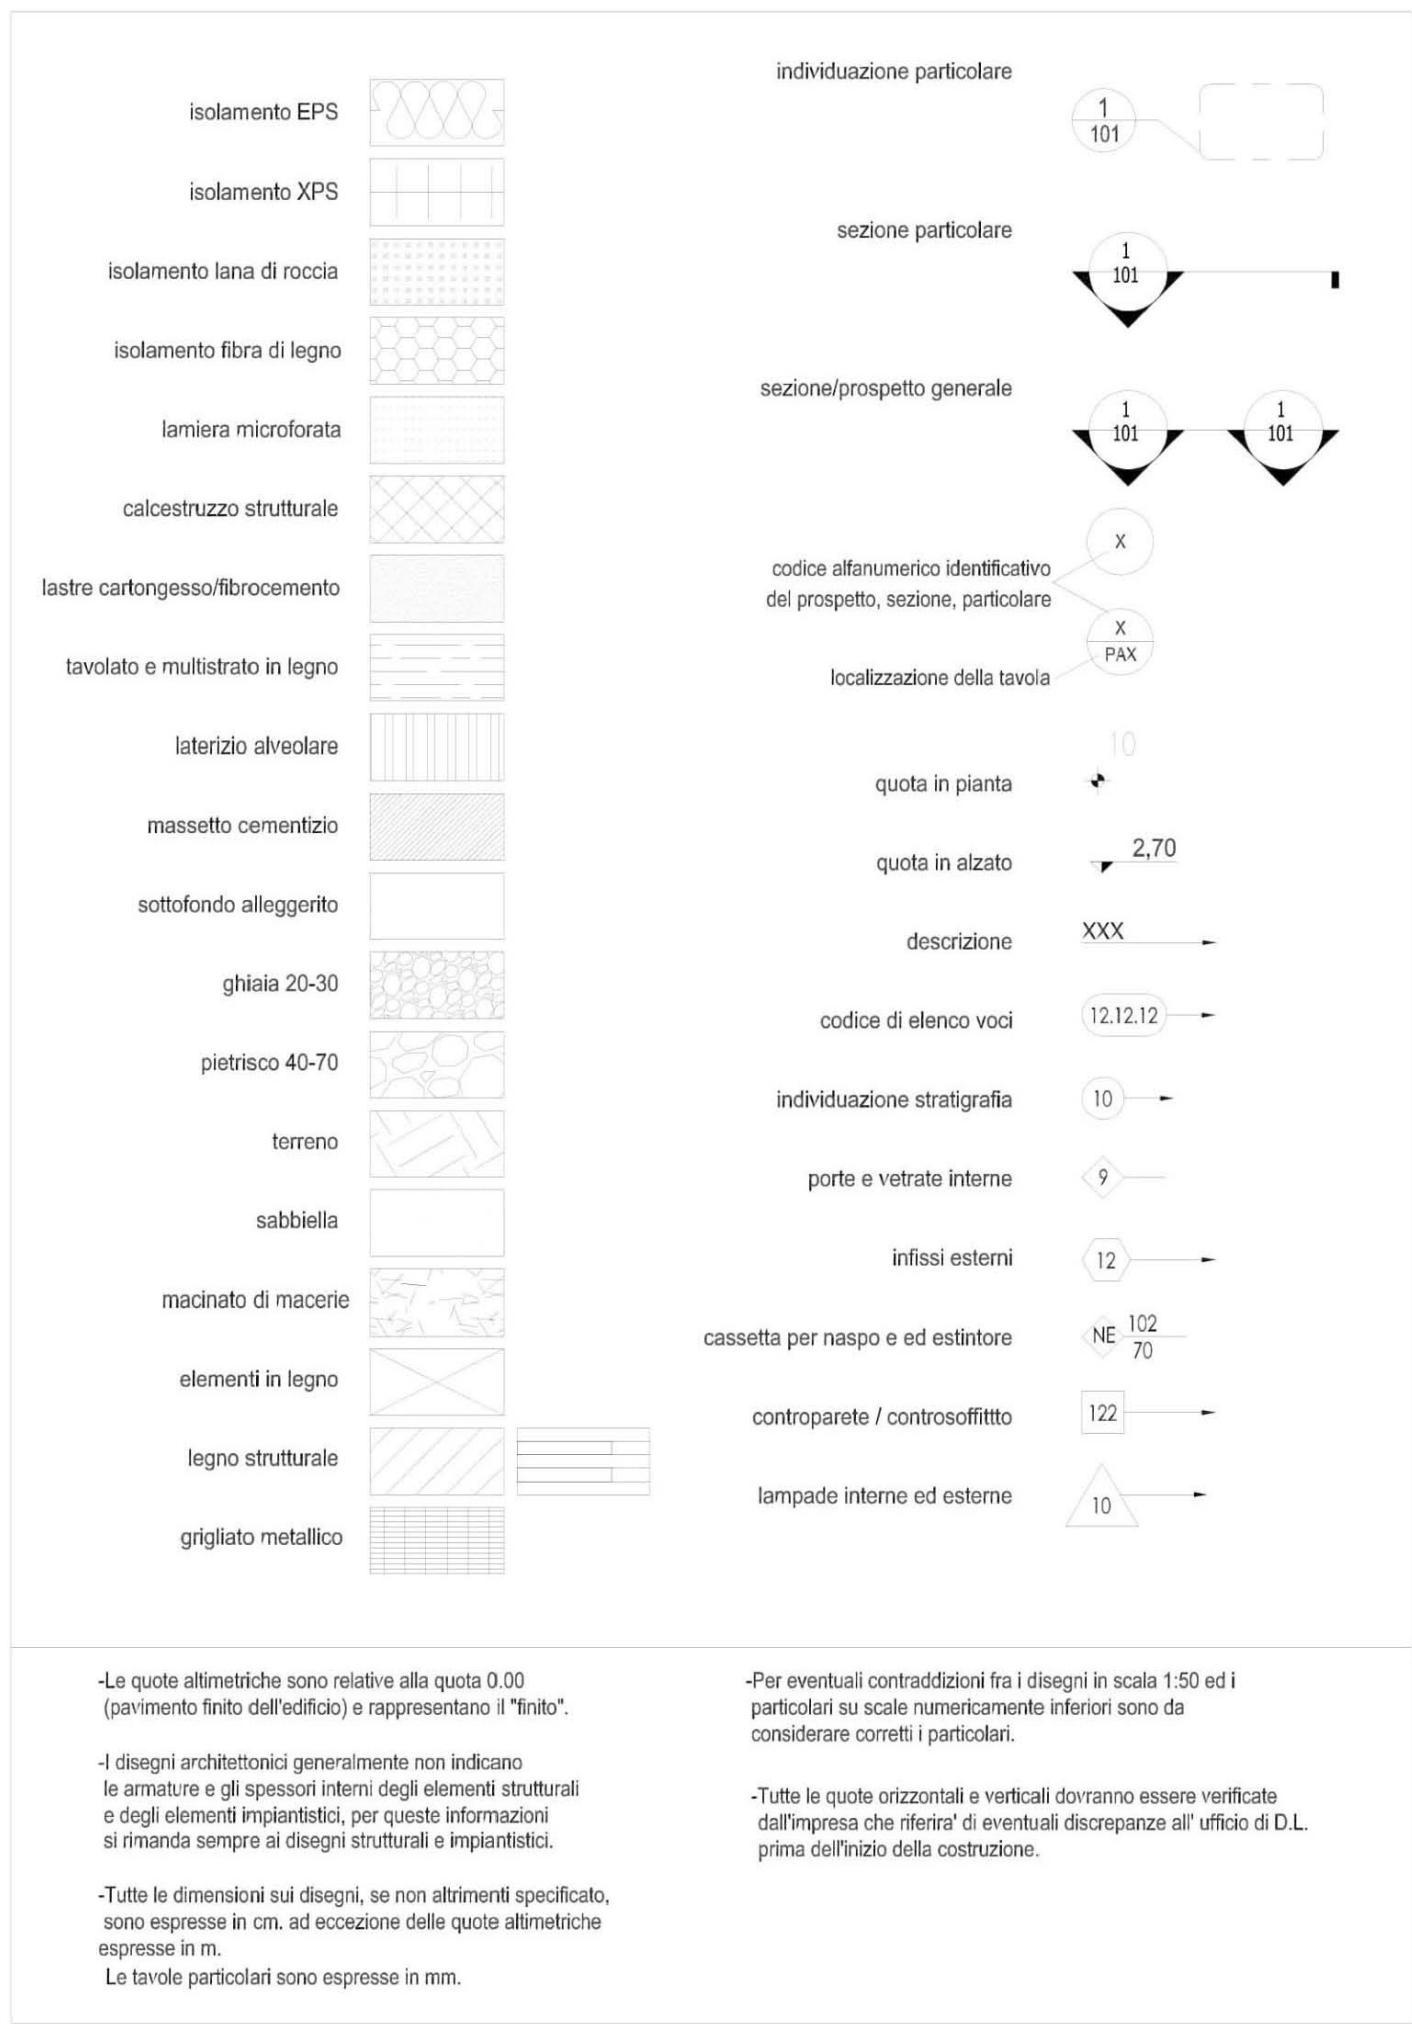 isolamento EPS
isolamento XPS
isolamento lana di roccia
isolamento fibra di legno
lamiera microforata
calcestruzzo strutturale
lastre cartongesso/fibrocemento
tavolato e multistrato in legno
laterizio alveolare
massetto cementizio
sottofondo alleggerito
ghiaia 20-30
pietrisco 40-70
terreno
sabbiella
macinato di macerie
elementi in legno
legno strutturale
grigliato metallico
individuazione particolare
1
101
sezione particolare
1
101
sezione/prospetto generale
1
101
1
101
X
codice alfanumerico identificativo
del prospetto, sezione, particolare
X
PAX
localizzazione della tavola
10
quota in pianta
2,70
quota in alzato
XXX
descrizione
codice di elenco voci
12.12.12
individuazione stratigrafia
10
porte e vetrate interne
9
infissi esterni
12
cassetta per naspo e ed estintore
NE
102
70
controparete / controsoffittto
122
lampade interne ed esterne
10
-Le quote altimetriche sono relative alla quota 0.00
(pavimento finito dell'edificio) e rappresentano il "finito".
-I disegni architettonici generalmente non indicano
le armature e gli spessori interni degli elementi strutturali
e degli elementi impiantistici, per queste informazioni
si rimanda sempre ai disegni strutturali e impiantistici.
-Tutte le dimensioni sui disegni, se non altrimenti specificato,
sono espresse in cm. ad eccezione delle quote altimetriche
espresse in m.
Le tavole particolari sono espresse in mm.
-Per eventuali contraddizioni fra i disegni in scala 1:50 ed i
particolari su scale numericamente inferiori sono da
considerare corretti i particolari.
-Tutte le quote orizzontali e verticali dovranno essere verificate
dall'impresa che riferira' di eventuali discrepanze all' ufficio di D.L.
prima dell'inizio della costruzione.